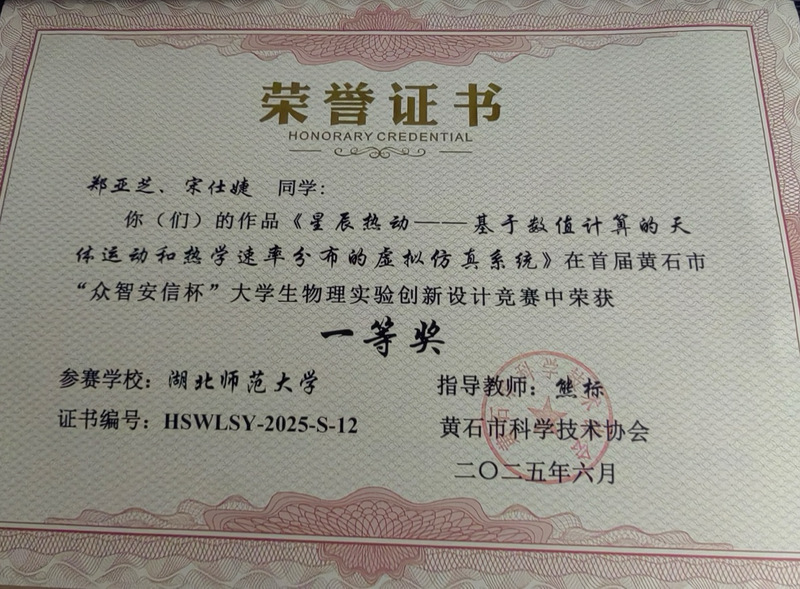 荣誉证书
HONORARY CREDENTIAL
郑亚芝、宋仕婕 同学：
你（们）的作品《星辰热动——基于数值计算的天
体运动和热学速率分布的虚拟仿真系统》在首届黄石市
“众智安信杯”大学生物理实验创新设计竞赛中荣获
一等奖
参赛学校：湖北师范大学
指导教师：熊标
证书编号：HSWLSY-2025-S-12
黄石市科学技术协会
二〇二五年六月